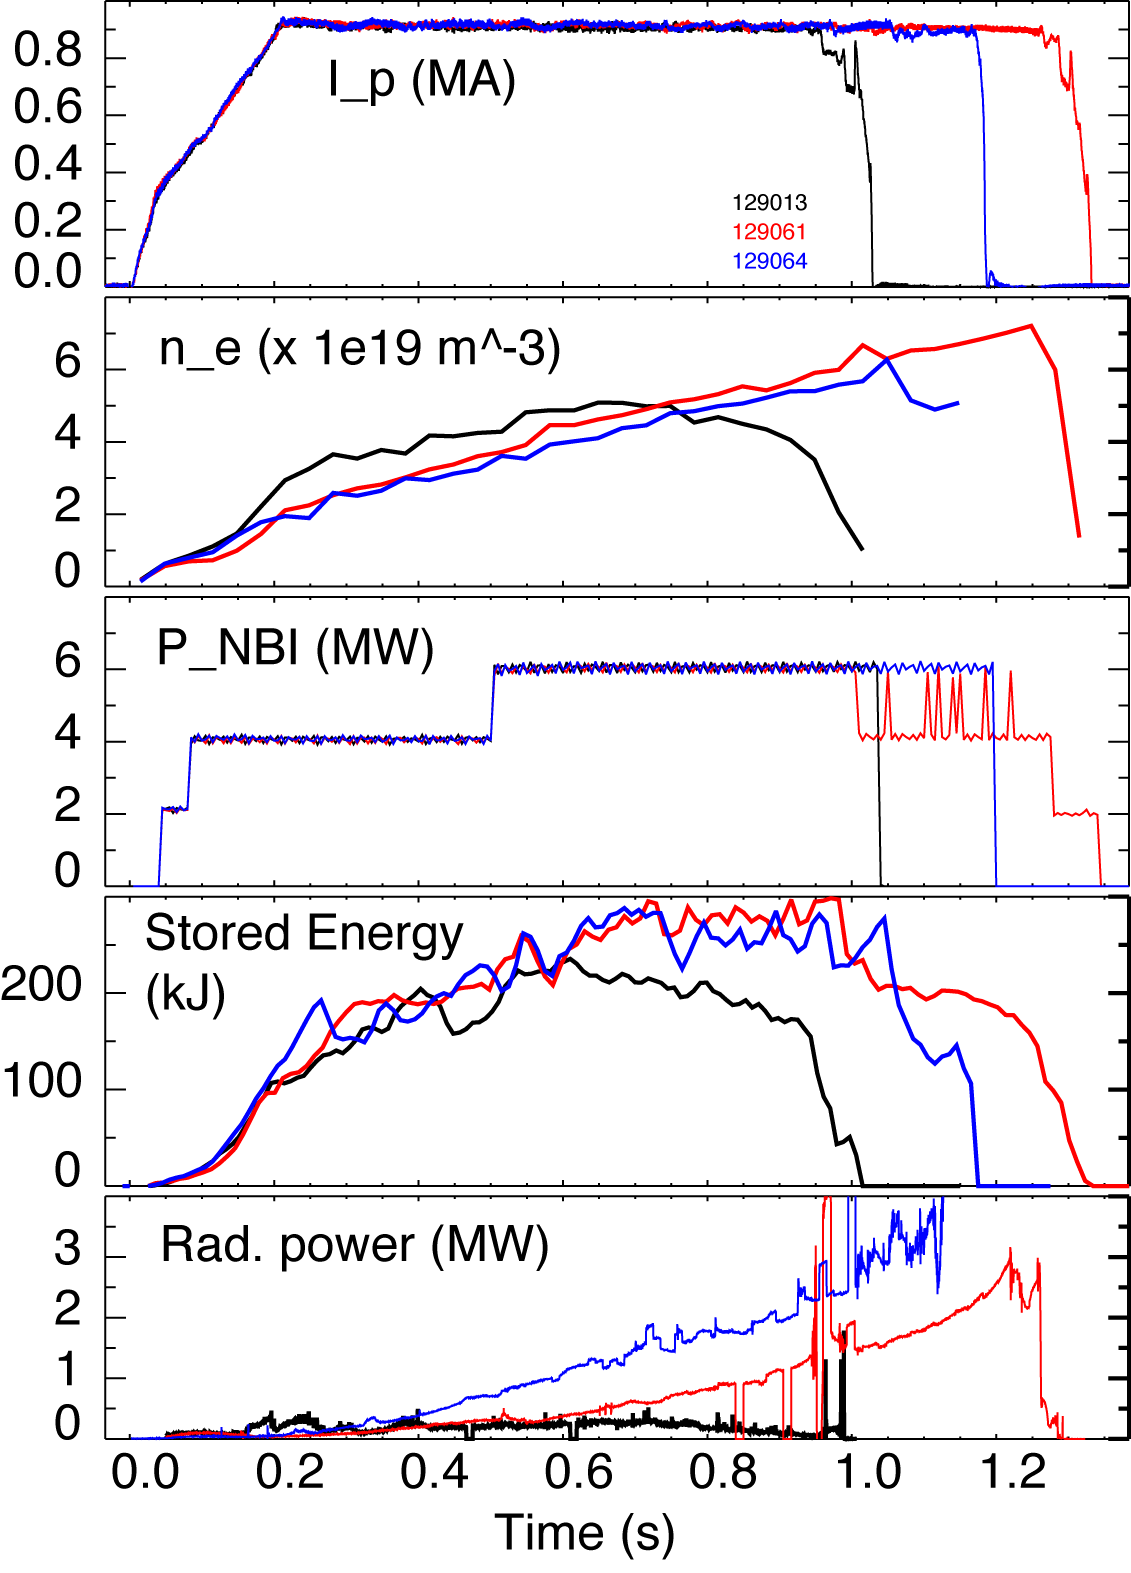 0.8
I_p (MA)
0.6
0.4
0.2
129013
129061
129064
0.0
n_e (x 1e19 m^-3)
6
4
2
0
P_NBI (MW)
6
4
2
0
Stored Energy
(kJ)
200
100
0
Rad. power (MW)
3
2
1
0
0.0 0.2 0.4 0.6 0.8 1.0 1.2
Time (s)